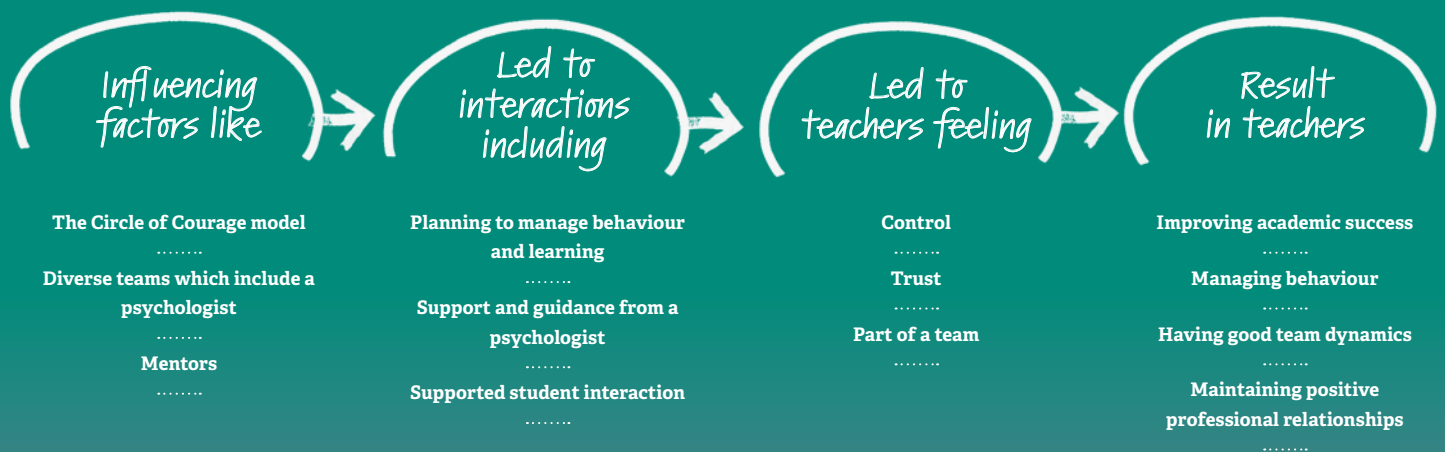 Influencing
factors like
The Circle of Courage model
........
Diverse teams which include a
psychologist
........
Mentors
........
Led to
interactions
including
Planning to manage behaviour
and learning
........
Support and guidance from a
psychologist
........
Supported student interaction
........
Led to
teachers feeling
Control
........
Trust
........
Part of a team
........
Result
in teachers
Improving academic success
........
Managing behaviour
........
Having good team dynamics
........
Maintaining positive
professional relationships
........